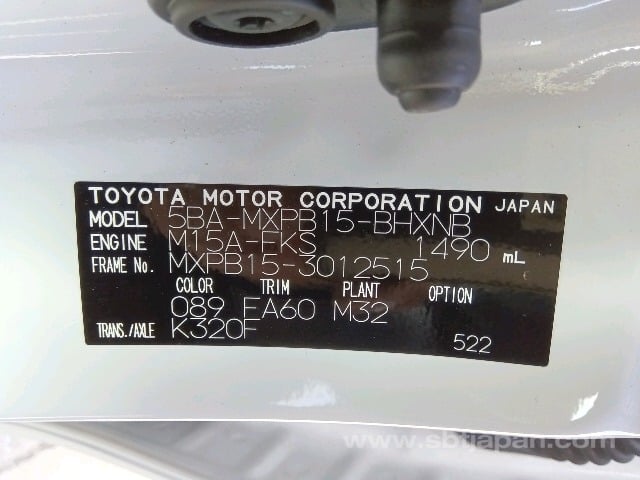 TOYOTA MOTOR CORPORATION JAPAN
MODEL 5BA-MXPB15-BHXNB
ENGINE M15A-FKS 1490 mL
FRAME No. MXPB15-3012515
COLOR TRIM PLANT OPTION
089 FA60 M32
TRANS./AXLE K320F
522
www.sbtjapan.com